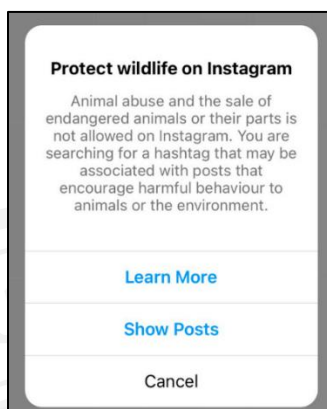 Protect wildlife on Instagram
Animal abuse and the sale of
endangered animals or their parts is
not allowed on Instagram. You are
searching for a hashtag that may be
associated with posts that
encourage harmful behaviour to
animals or the environment.
Learn More
Show Posts
Cancel